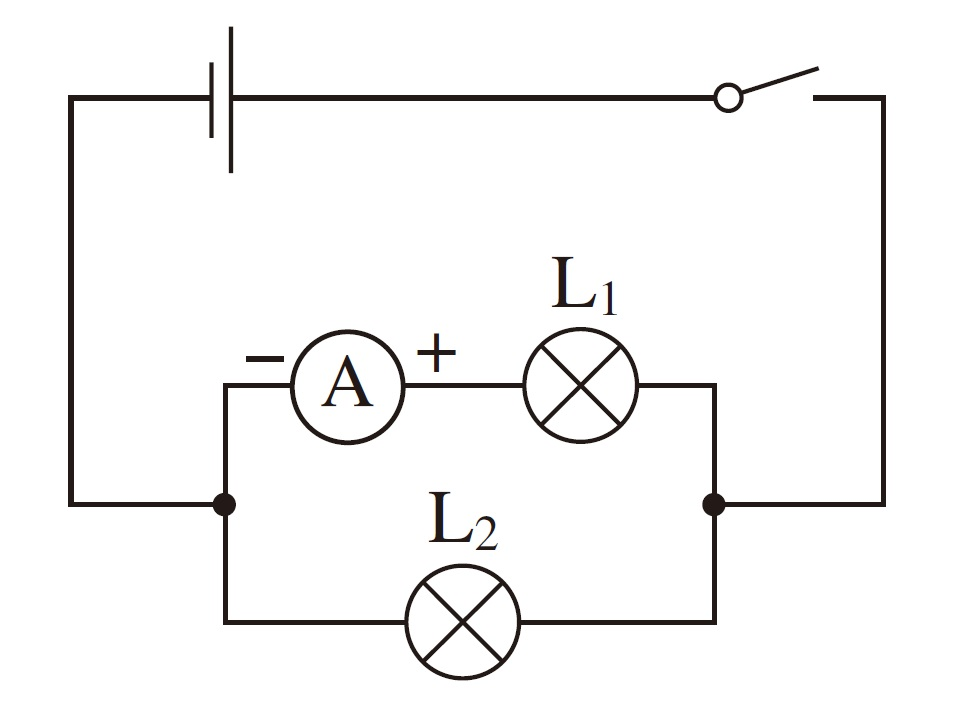 L₁
− A +
L₂